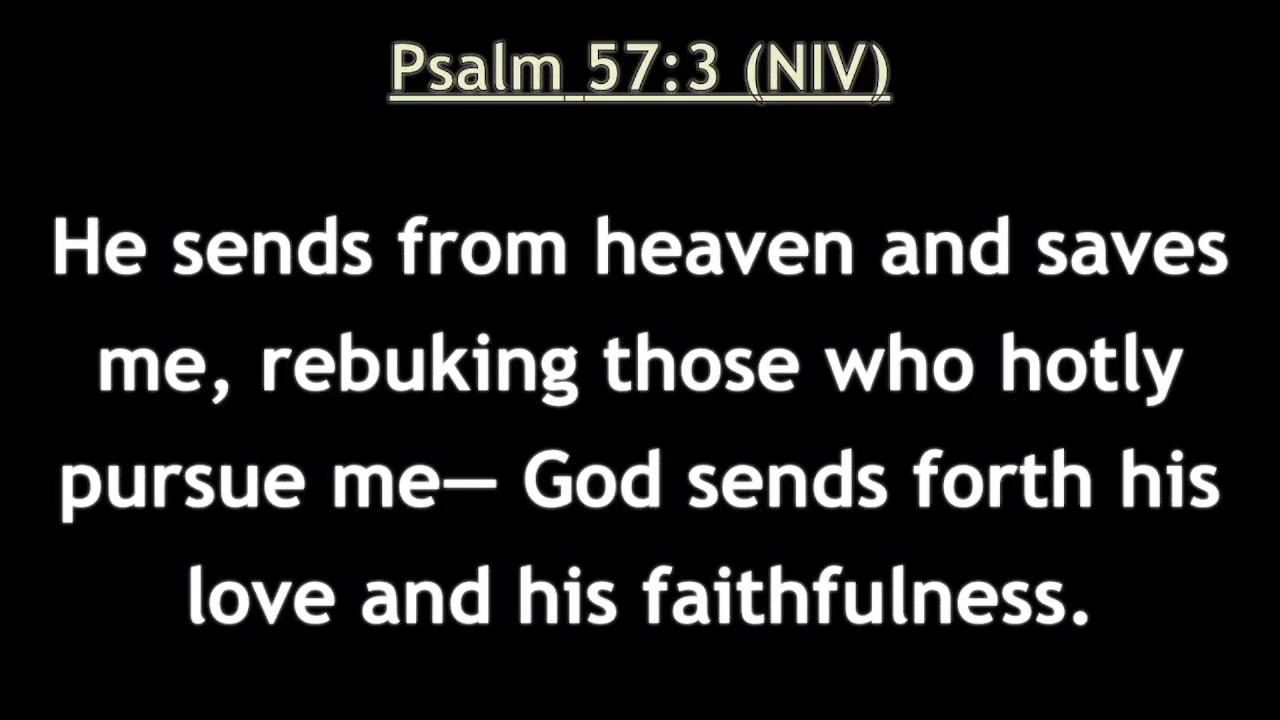 Psalm 57:3 (NIV)
He sends from heaven and saves
me, rebuking those who hotly
pursue me— God sends forth his
love and his faithfulness.